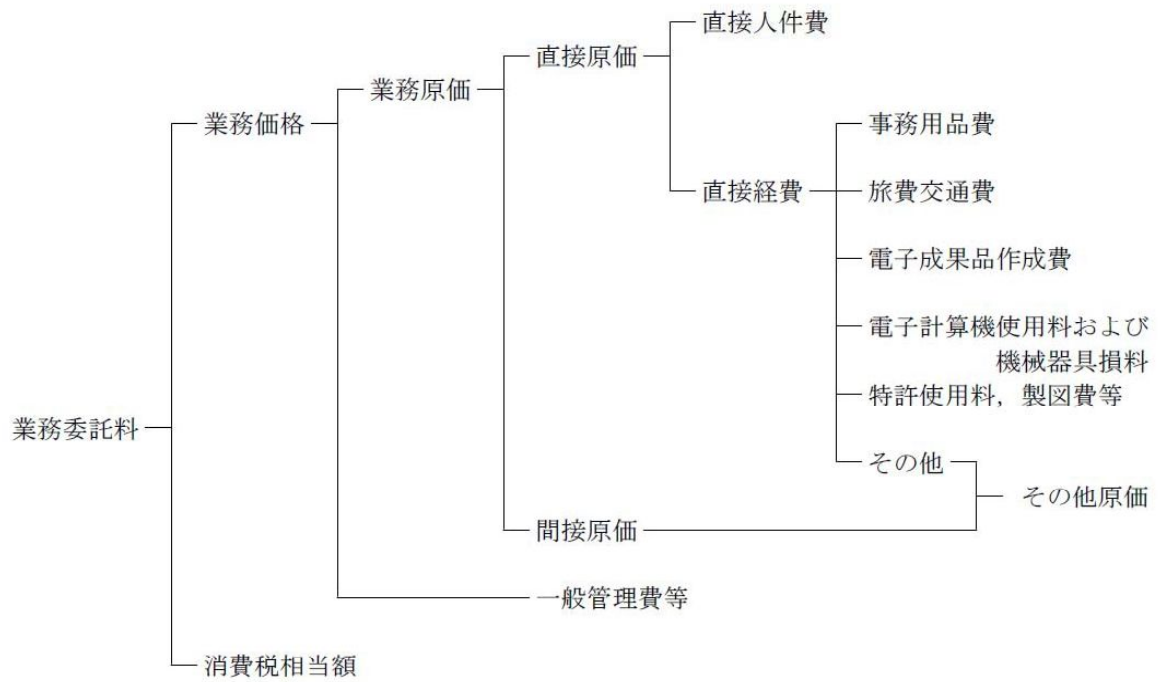 直接人件費
直接原価
業務原価
業務価格
事務用品費
直接経費
旅費交通費
電子成果品作成費
電子計算機使用料および
機械器具損料
特許使用料，製図費等
業務委託料
その他
その他原価
間接原価
一般管理費等
消費税相当額